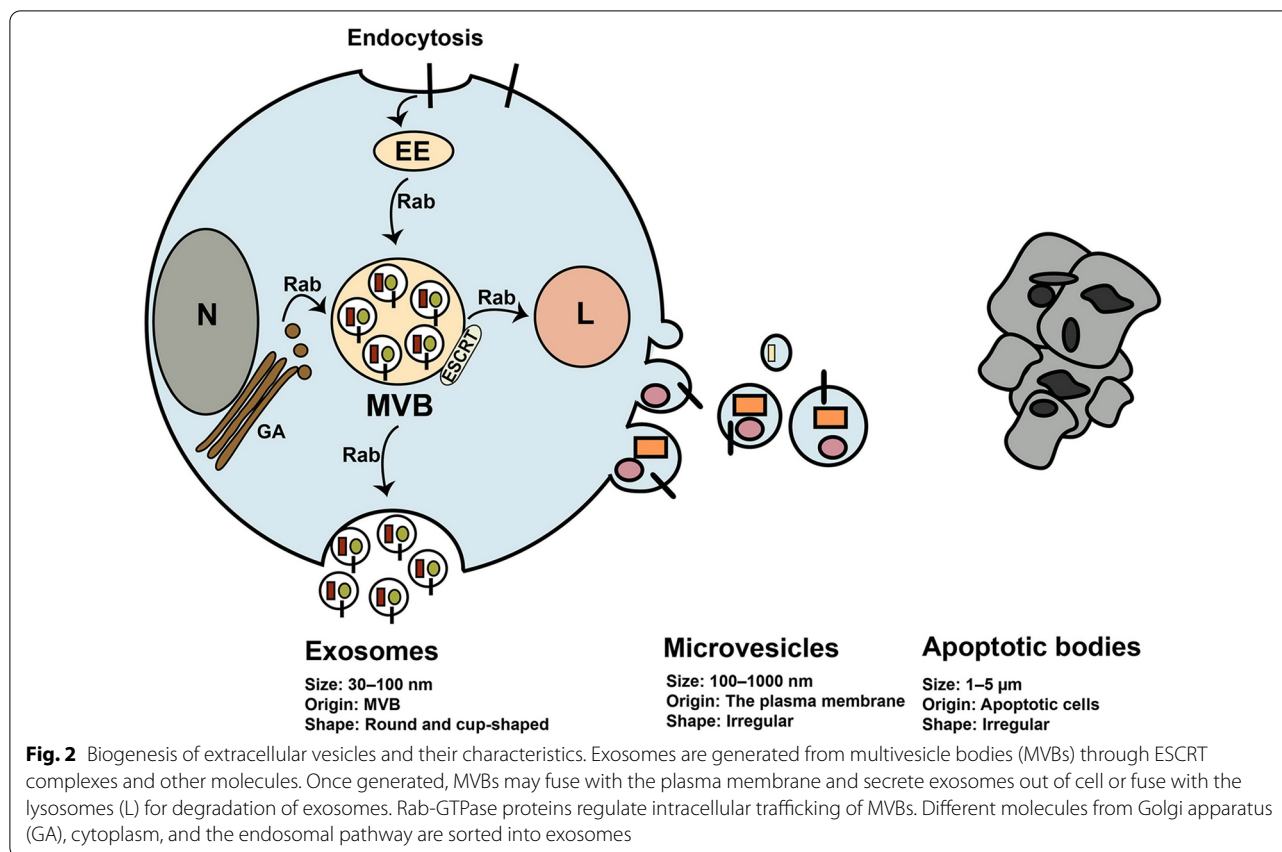 Endocytosis
EE
Rab
N
Rab
Rab
L
ESCRT
MVB
GA
Rab
Exosomes
Size: 30–100 nm
Origin: MVB
Shape: Round and cup-shaped
Microvesicles
Size: 100–1000 nm
Origin: The plasma membrane
Shape: Irregular
Apoptotic bodies
Size: 1–5 µm
Origin: Apoptotic cells
Shape: Irregular
Fig. 2 Biogenesis of extracellular vesicles and their characteristics. Exosomes are generated from multivesicle bodies (MVBs) through ESCRT
complexes and other molecules. Once generated, MVBs may fuse with the plasma membrane and secrete exosomes out of cell or fuse with the
lysosomes (L) for degradation of exosomes. Rab-GTPase proteins regulate intracellular trafficking of MVBs. Different molecules from Golgi apparatus
(GA), cytoplasm, and the endosomal pathway are sorted into exosomes